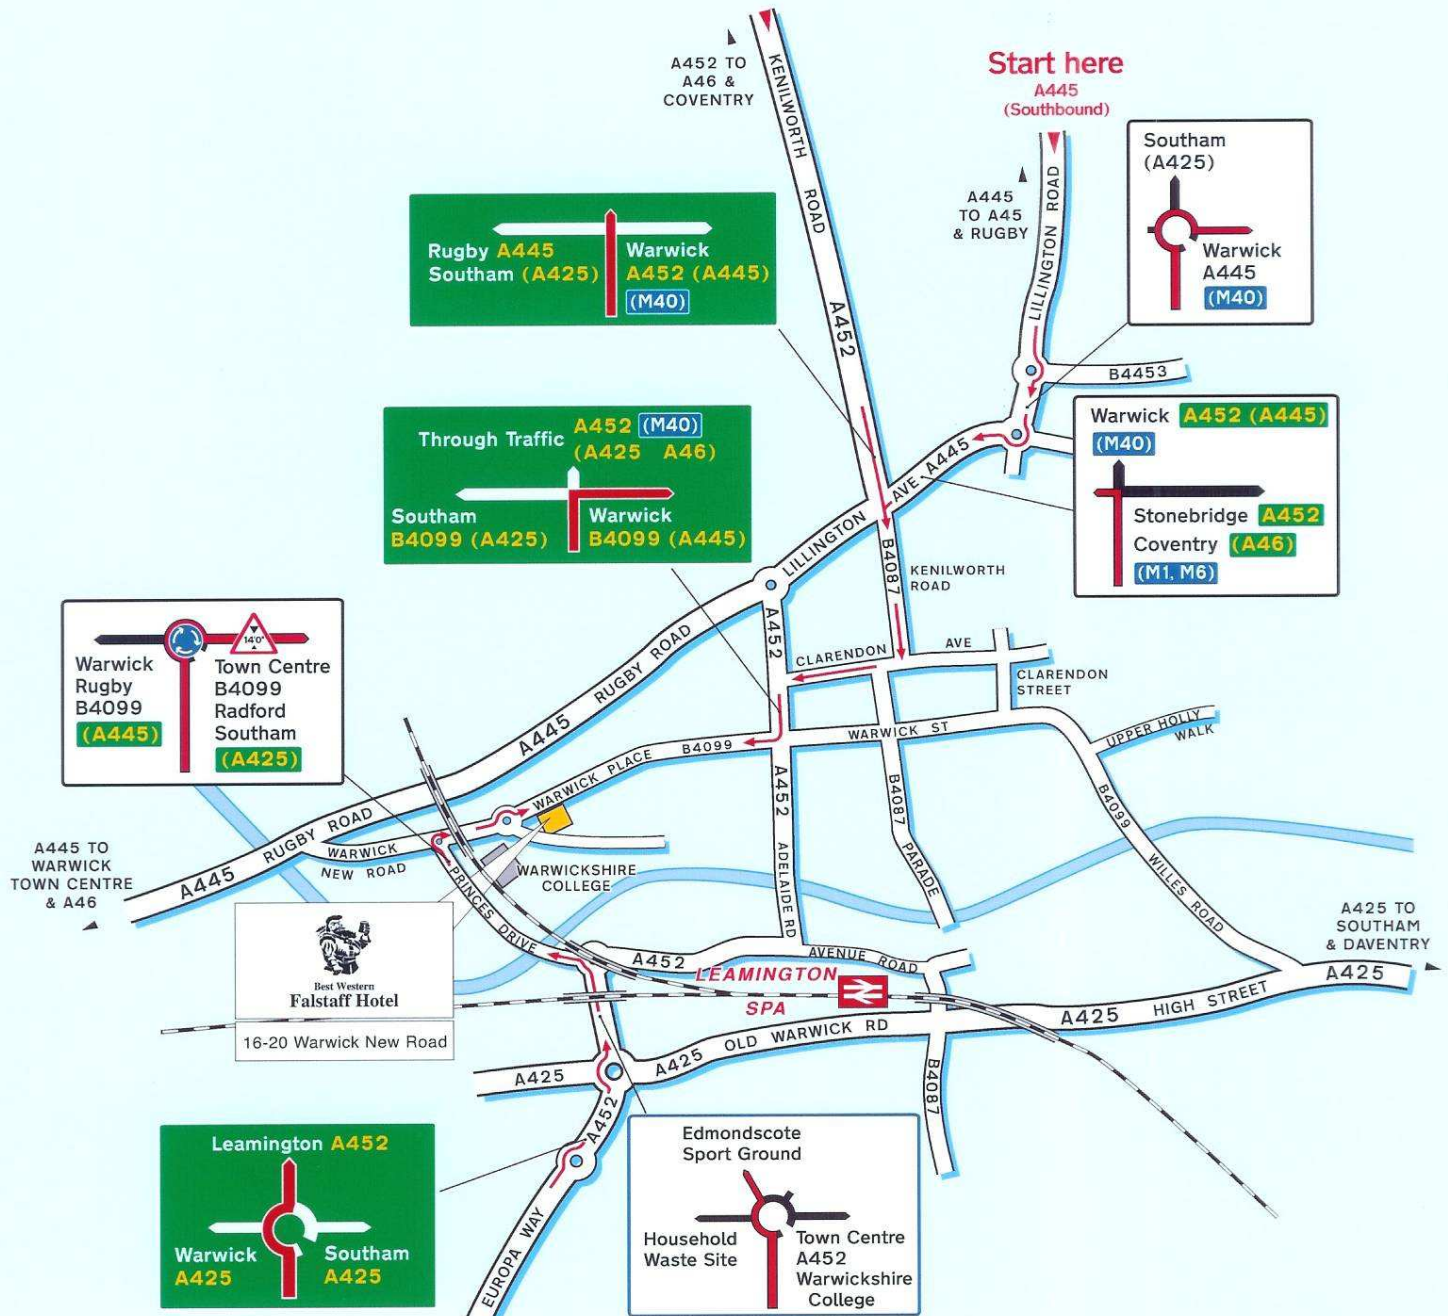 Start here
A445
(Southbound)
A452 TO
A46 &
COVENTRY
KENILWORTH
ROAD
A452
A445
TO A45
& RUGBY
LILLINGTON ROAD
Southam
(A425)
Warwick
A445
(M40)
Rugby A445
Southam (A425)
Warwick
A452 (A445)
(M40)
B4453
Through Traffic
A452 (M40)
(A425 A46)
Southam
B4099 (A425)
Warwick
B4099 (A445)
LILLINGTON AVE A445
Warwick A452 (A445)
(M40)
Stonebridge A452
Coventry (A46)
(M1, M6)
B4087
KENILWORTH
ROAD
A452
CLARENDON AVE
CLARENDON
STREET
14'0"
Warwick
Rugby
B4099
(A445)
Town Centre
B4099
Radford
Southam
(A425)
A445 RUGBY ROAD
WARWICK PLACE B4099
WARWICK ST
UPPER HOLLY
WALK
A452
B4087
PARADE
B4099
WILLES ROAD
A445 TO
WARWICK
TOWN CENTRE
& A46
A445 RUGBY ROAD
WARWICK
NEW ROAD
WARWICKSHIRE
COLLEGE
ADELAIDE RD
PRINCES DRIVE
Best Western
Falstaff Hotel
16-20 Warwick New Road
A452
AVENUE ROAD
LEAMINGTON
SPA
A425 TO
SOUTHAM
& DAVENTRY
A425
A425 HIGH STREET
A425
A425 OLD WARWICK RD
B4087
A452
EUROPA WAY
Leamington A452
Warwick
A425
Southam
A425
Edmondscote
Sport Ground
Household
Waste Site
Town Centre
A452
Warwickshire
College